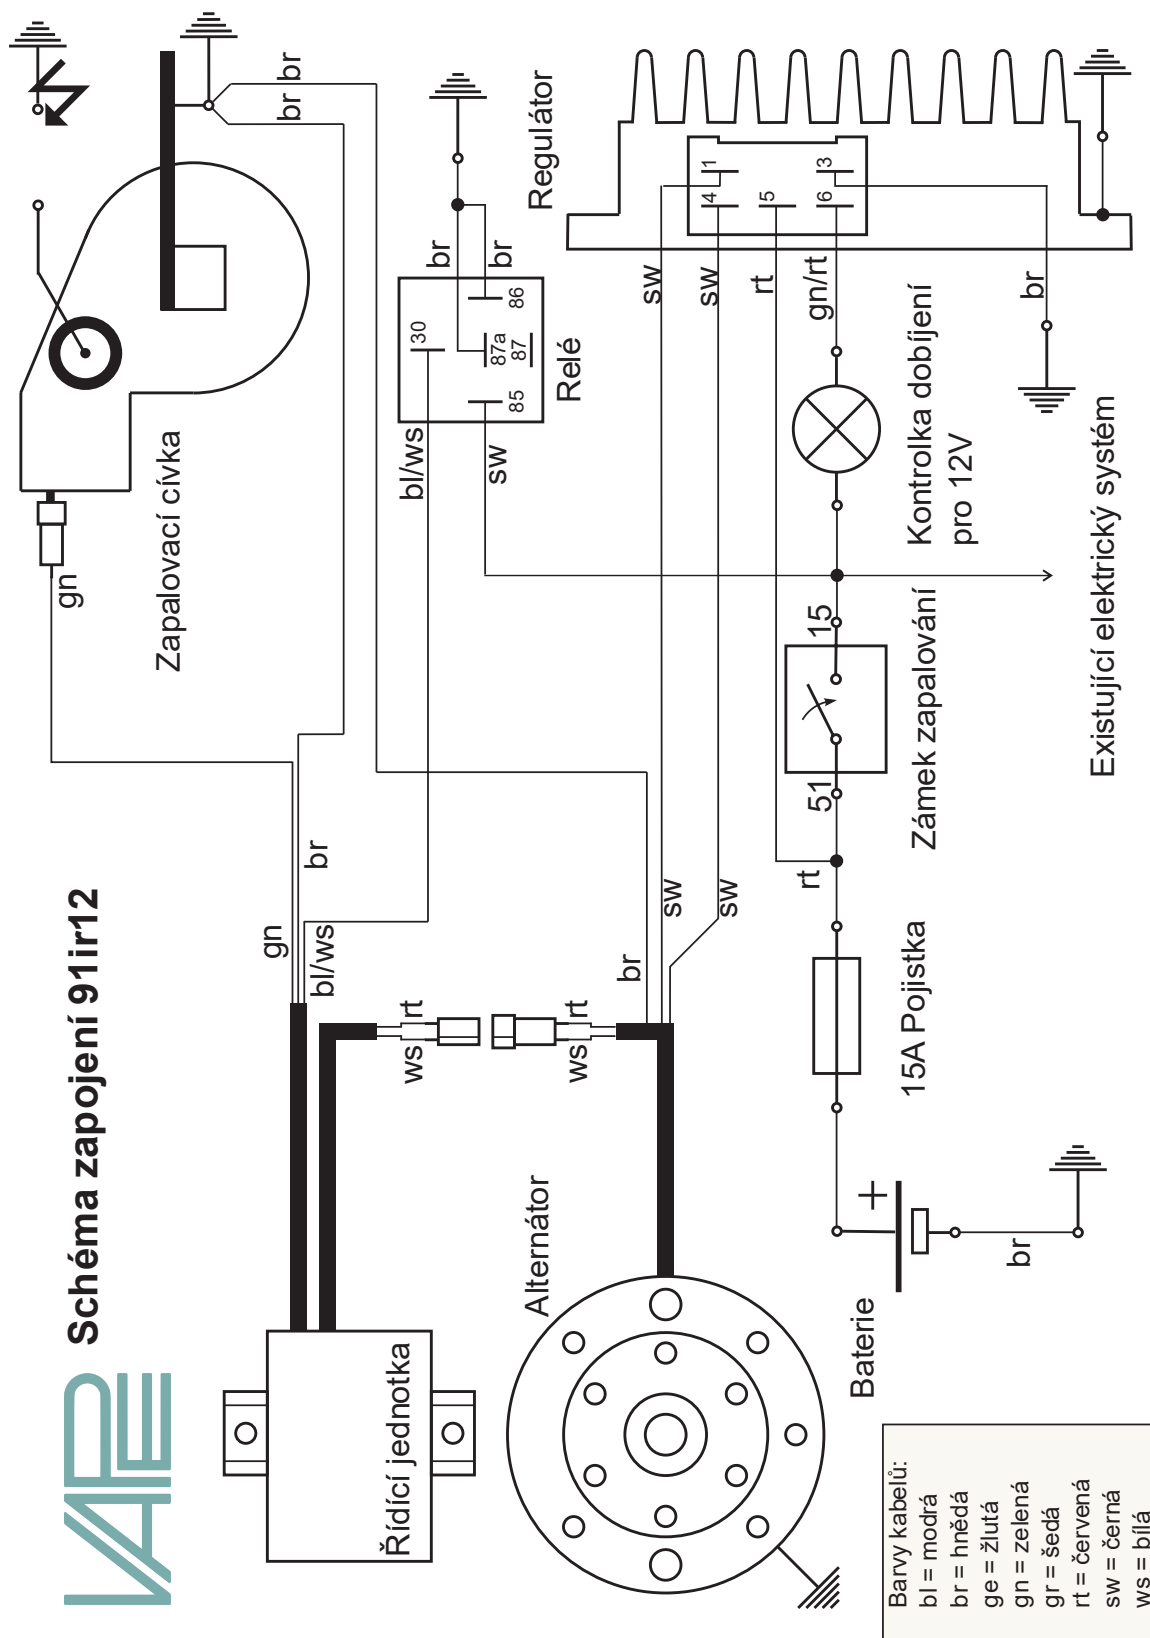 VAPE
Schéma zapojení 91ir12
Zapalovací cívka
gn
br
br
Řídící jednotka
gn
br
bl/ws
ws
rt
ws
rt
br
sw
sw
Alternátor
Relé
30
85
86
87
87a
br
br
bl/ws
sw
Regulátor
1
4
5
3
6
sw
sw
rt
gn/rt
br
Kontrolka dobíjení
pro 12V
Existující elektrický systém
Zámek zapalování
15
51
rt
15A Pojistka
Baterie
+
br
Barvy kabelů:
bl = modrá
br = hnědá
ge = žlutá
gn = zelená
gr = šedá
rt = červená
sw = černá
ws = bílá